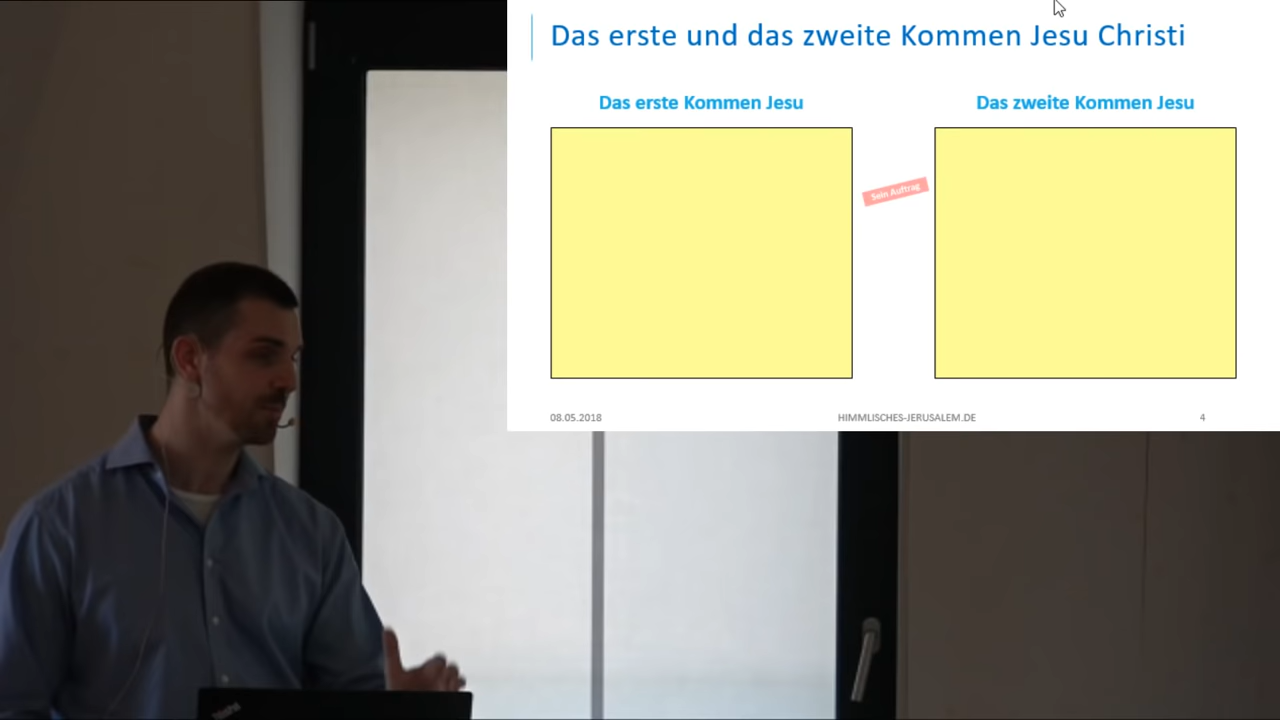 Das erste und das zweite Kommen Jesu Christi
Das erste Kommen Jesu
Das zweite Kommen Jesu
Sein Auftrag
08.05.2018
HIMMLISCHES-JERUSALEM.DE
4
ThinkPad